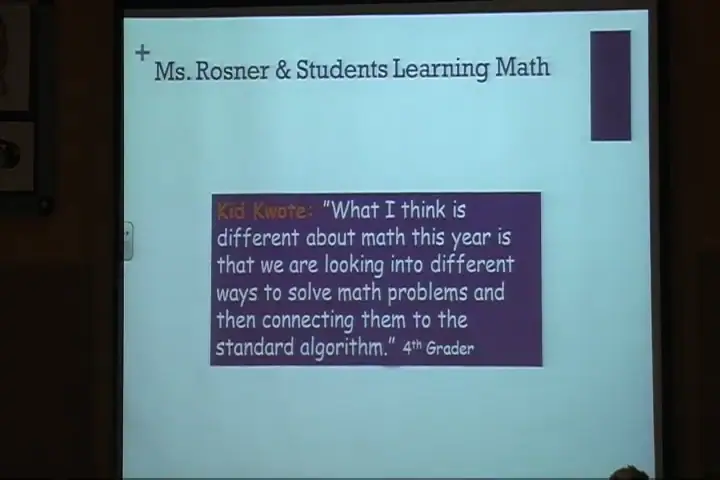 +
Ms. Rosner & Students Learning Math
Kid Kwote: "What I think is
different about math this year is
that we are looking into different
ways to solve math problems and
then connecting them to the
standard algorithm." 4th Grader